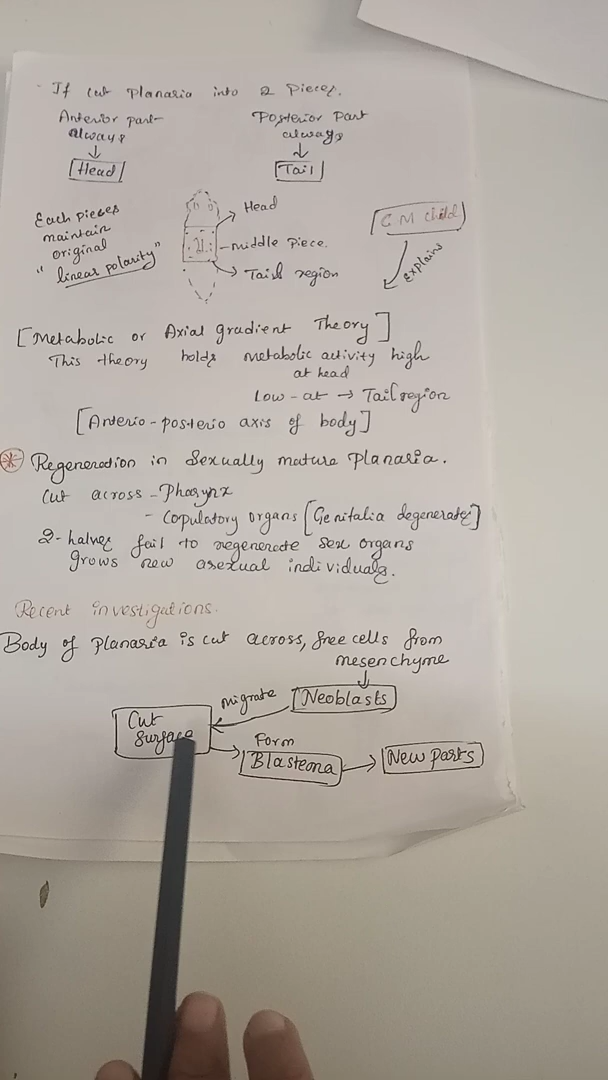 If cut planaria into 2 pieces.
Anterior part always
Head
Posterior Part always
Tail
Each pieces maintain original "linear polarity"
Head
middle piece.
Tail region
C M child
Explain
[Metabolic or Axial gradient Theory]
This theory holds metabolic activity high
at head
Low - at → Tail region
[Anterio-posterio axis of body]
* Regeneration in Sexually mature Planaria.
Cut across - Pharynx
- Copulatory organs [Genitalia degenerate]
2- halves fail to regenerate sex organs
grows new asexual individuals.
Recent investigations.
Body of planaria is cut across, free cells from
mesenchyme
Neoblasts
migrate
Cut
Surface
Form
Blastema
New parts